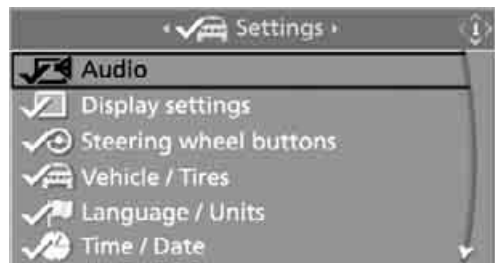 Settings
Audio
Display settings
Steering wheel buttons
Vehicle / Tires
Language / Units
Time / Date